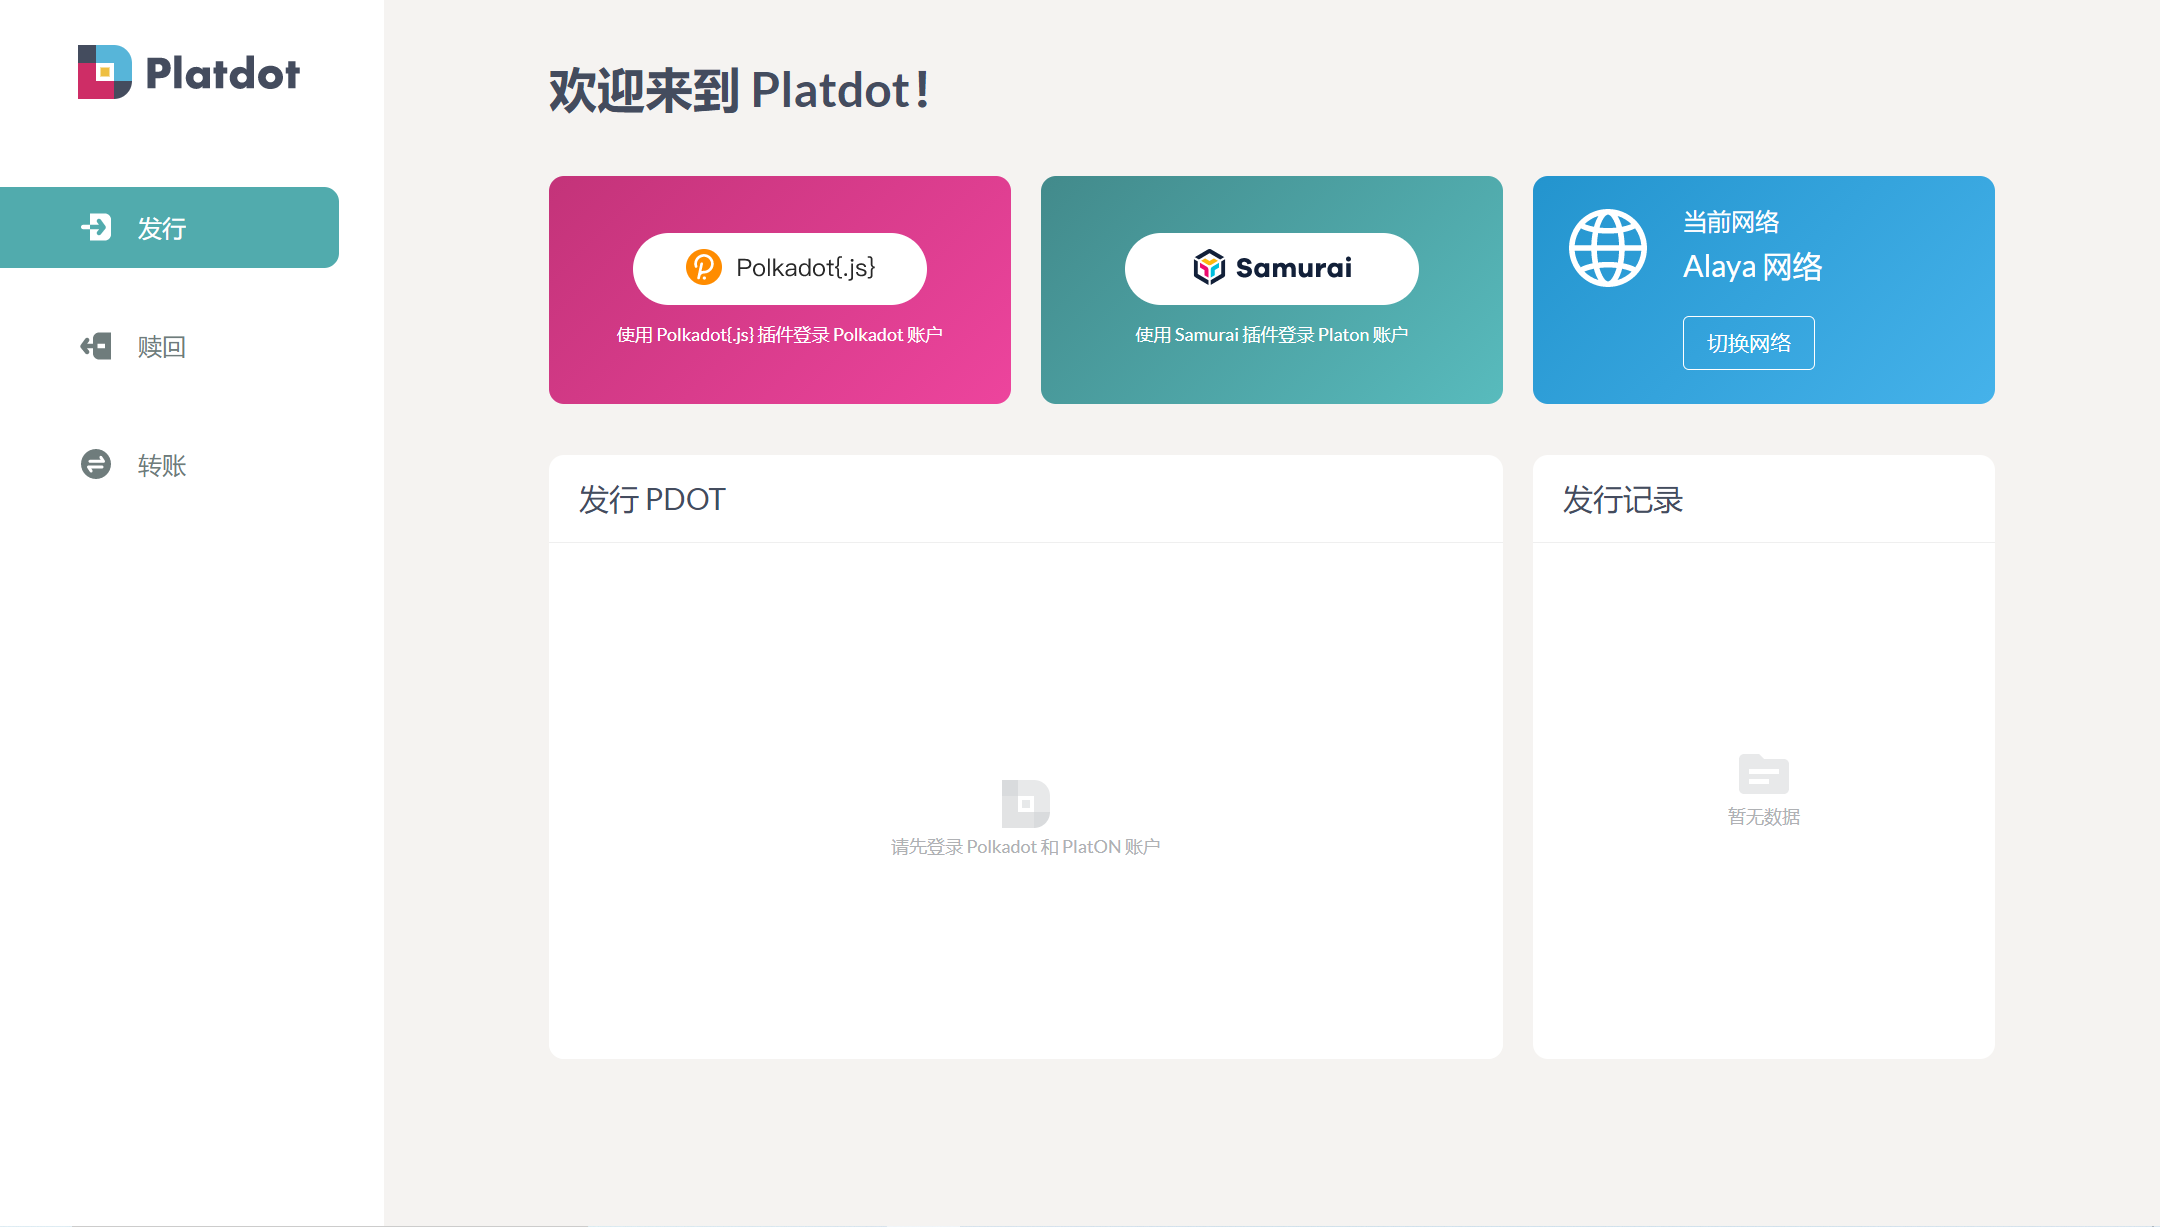 Platdot
发行
赎回
转账
欢迎来到 Platdot!
Polkadot{.js}
使用 Polkadot{.js} 插件登录 Polkadot 账户
Samurai
使用 Samurai 插件登录 Platon 账户
当前网络
Alaya 网络
切换网络
发行 PDOT
请先登录 Polkadot 和 PlatON 账户
发行记录
暂无数据